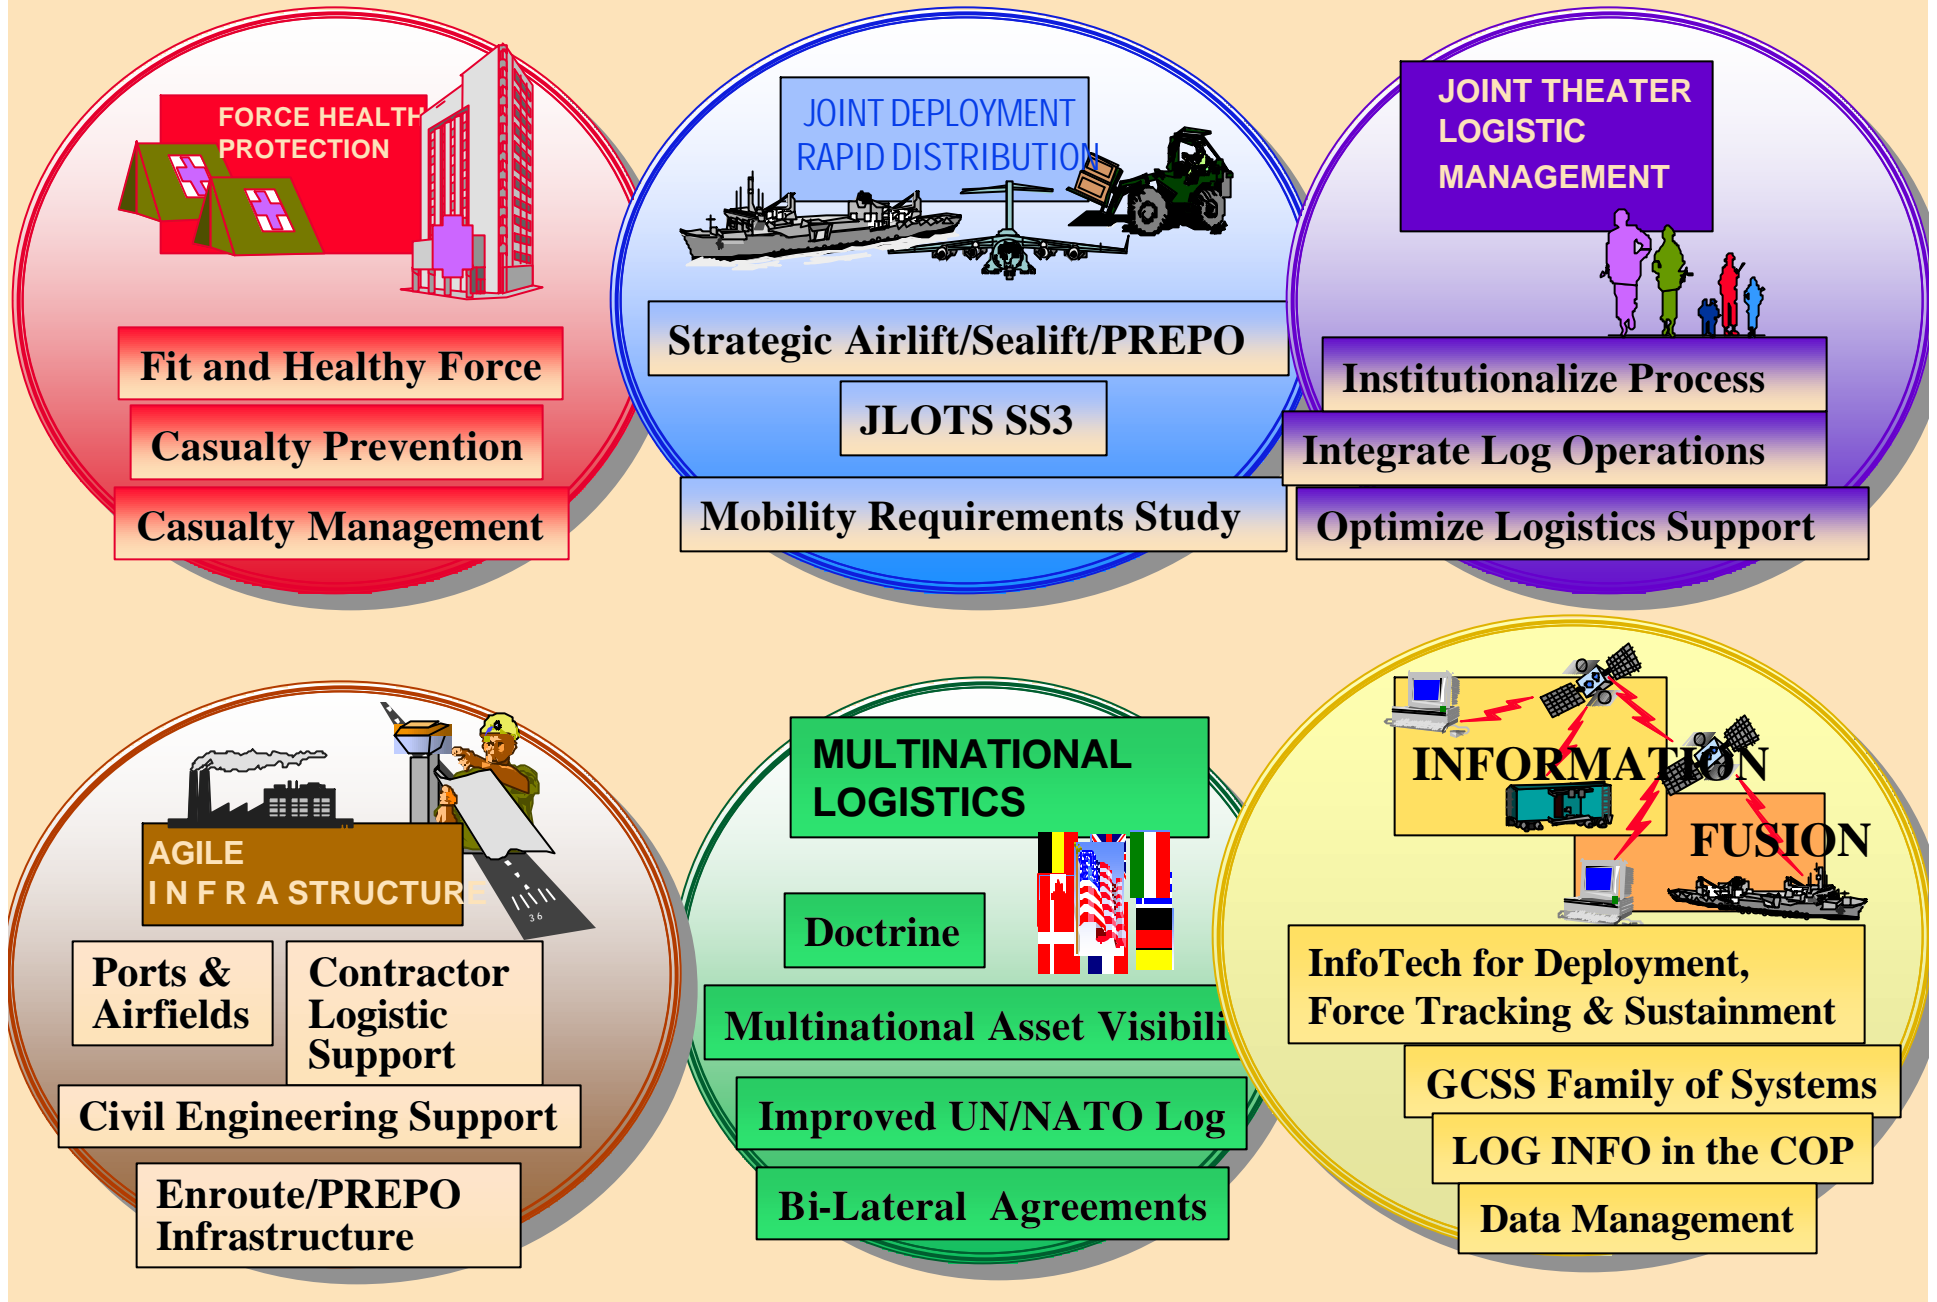 FORCE HEALTH
PROTECTION
Fit and Healthy Force
Casualty Prevention
Casualty Management
JOINT DEPLOYMENT
RAPID DISTRIBUTION
Strategic Airlift/Sealift/PREPO
JLOTS SS3
Mobility Requirements Study
JOINT THEATER
LOGISTIC
MANAGEMENT
Institutionalize Process
Integrate Log Operations
Optimize Logistics Support
AGILE
I N F R A STRUCTURE
36
Ports &
Airfields
Contractor
Logistic
Support
Civil Engineering Support
Enroute/PREPO
Infrastructure
MULTINATIONAL
LOGISTICS
Doctrine
Multinational Asset Visibili
Improved UN/NATO Log
Bi-Lateral Agreements
INFORMATION
FUSION
InfoTech for Deployment,
Force Tracking & Sustainment
GCSS Family of Systems
LOG INFO in the COP
Data Management